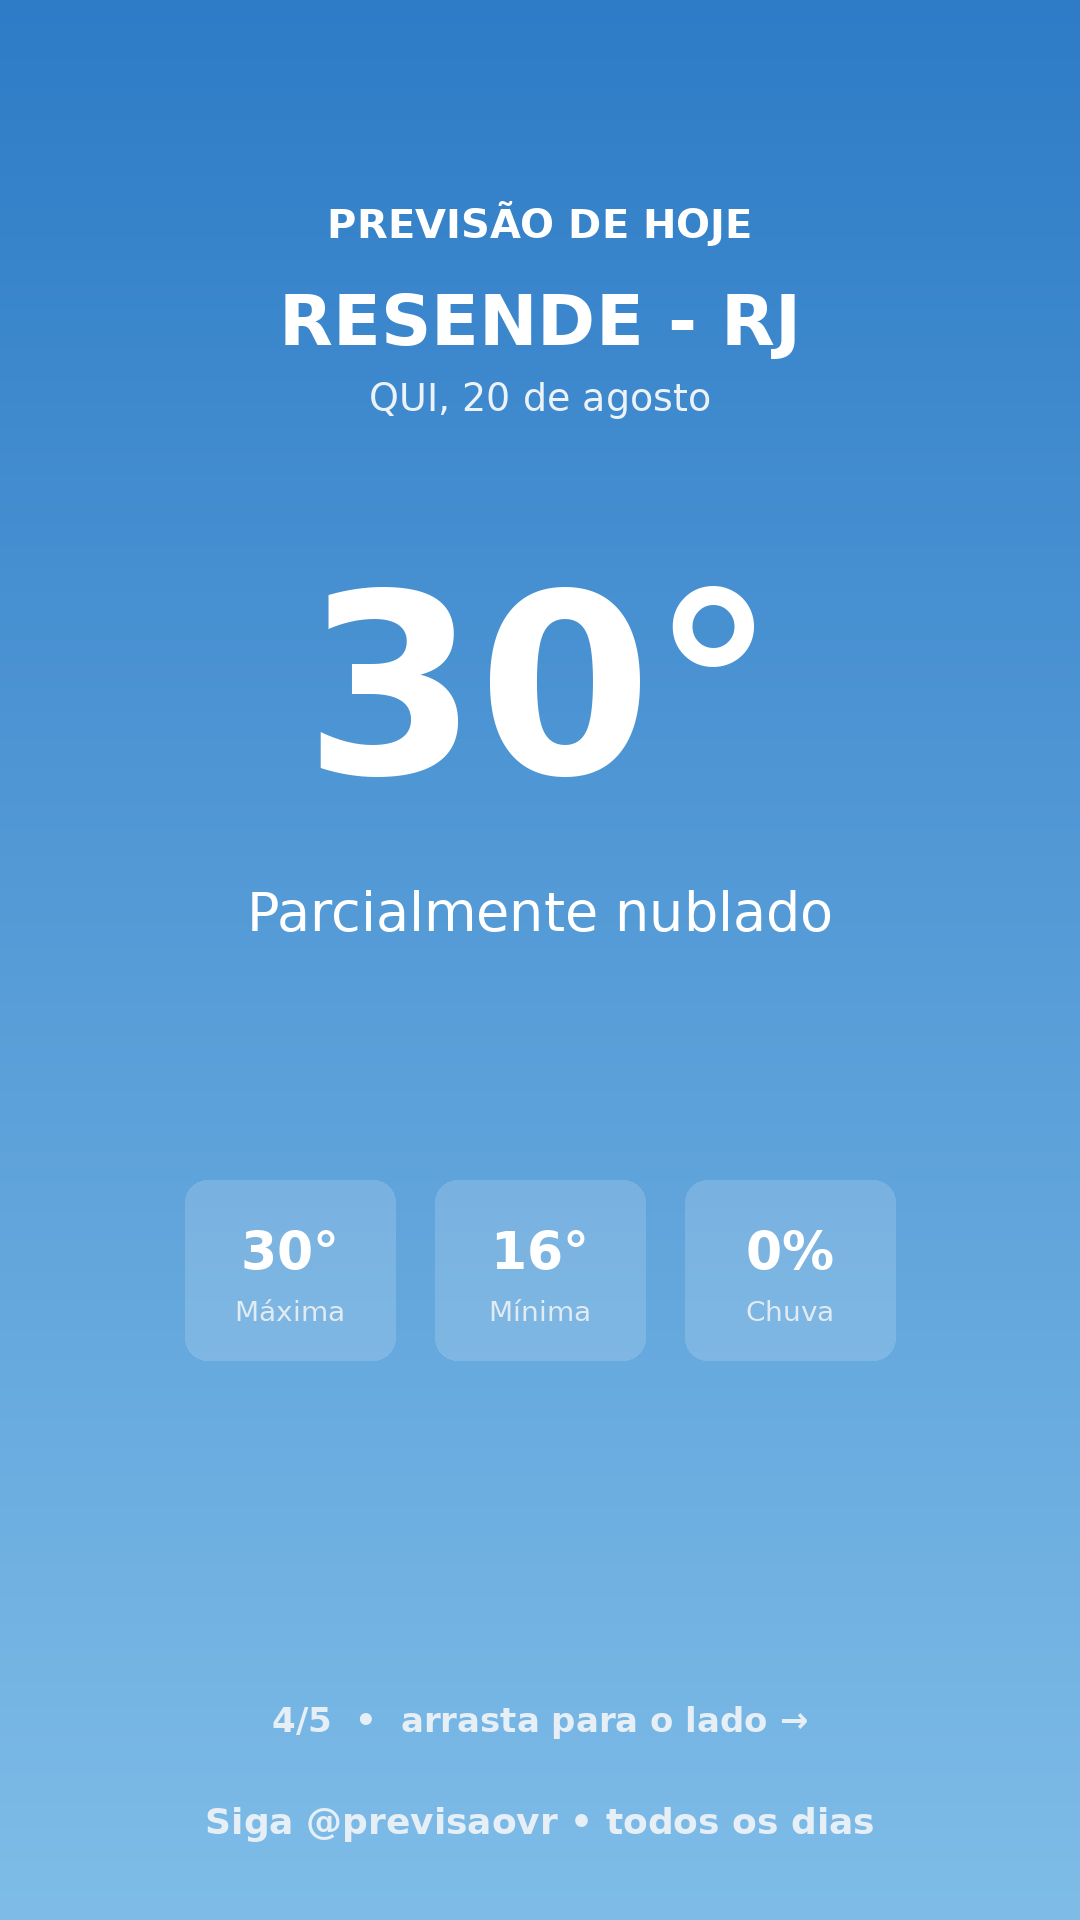 PREVISÃO DE HOJE
RESENDE - RJ
QUI, 20 de agosto
30°
Parcialmente nublado
30° 16° 0%
Máxima Mínima Chuva
4/5 • arrasta para o lado →
Siga @previsaovr • todos os dias